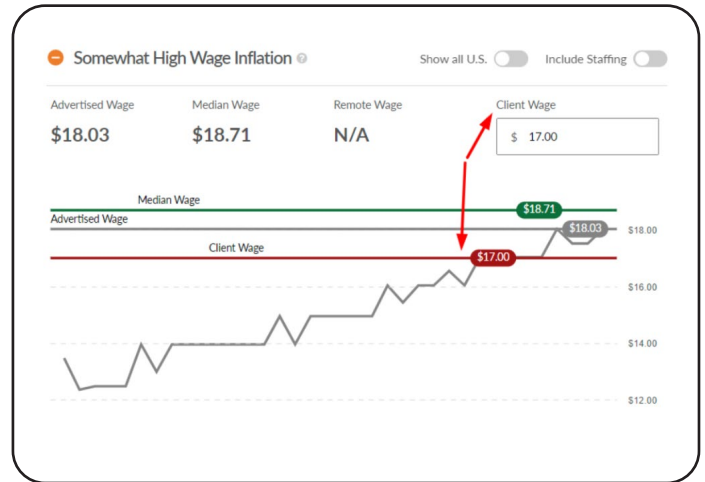 Somewhat High Wage Inflation
Show all U.S.
Include Staffing
Advertised Wage
Median Wage
Remote Wage
Client Wage
$18.03
$18.71
N/A
$ 17.00
Median Wage
$18.71
Advertised Wage
$18.03
$18.00
Client Wage
$17.00
$16.00
$14.00
$12.00